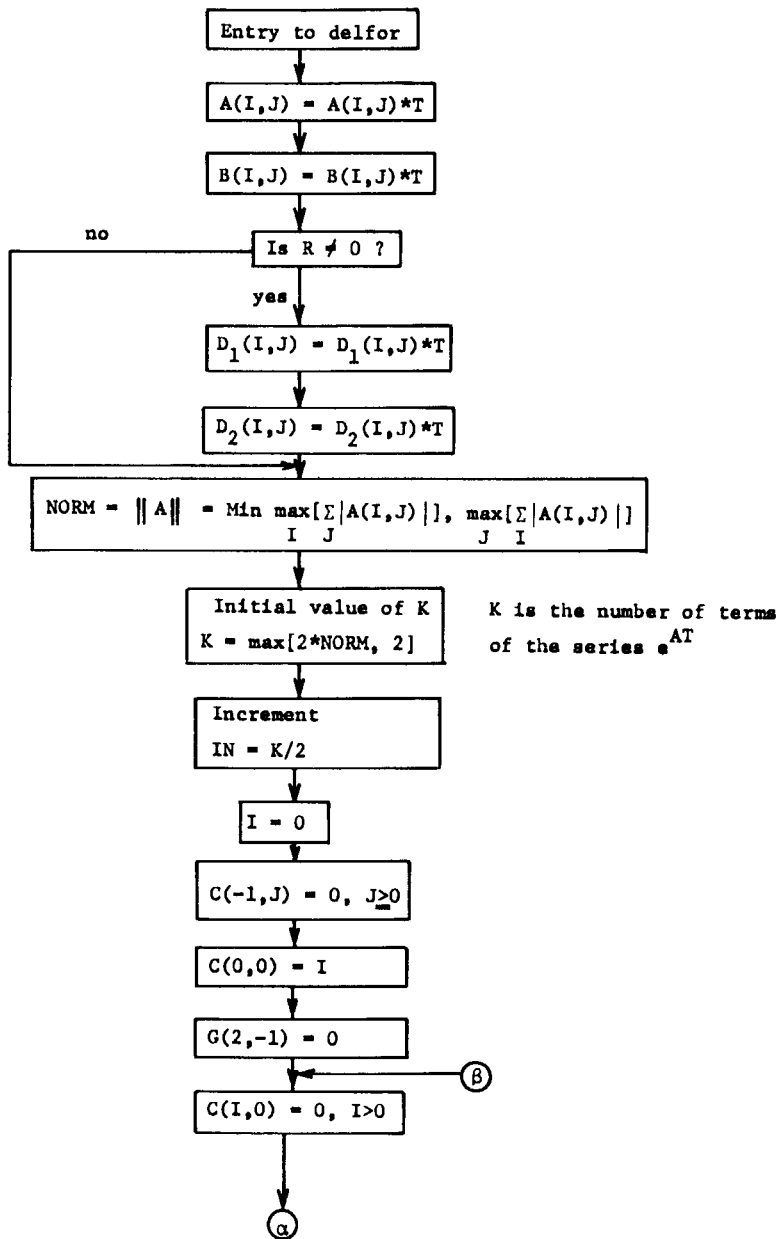 Entry to delfor
A(I,J) = A(I,J)*T
B(I,J) = B(I,J)*T
no
Is R ≠ 0 ?
yes
D₁(I,J) = D₁(I,J)*T
D₂(I,J) = D₂(I,J)*T
NORM = ‖ A‖ = Min max[Σ|A(I,J)|], max[Σ|A(I,J)|]
I J J I
Initial value of K
K = max[2*NORM, 2]
K is the number of terms
of the series e^AT
Increment
IN = K/2
I = 0
C(-1,J) = 0, J≥0
C(0,0) = I
G(2,-1) = 0
β
C(I,0) = 0, I>0
α